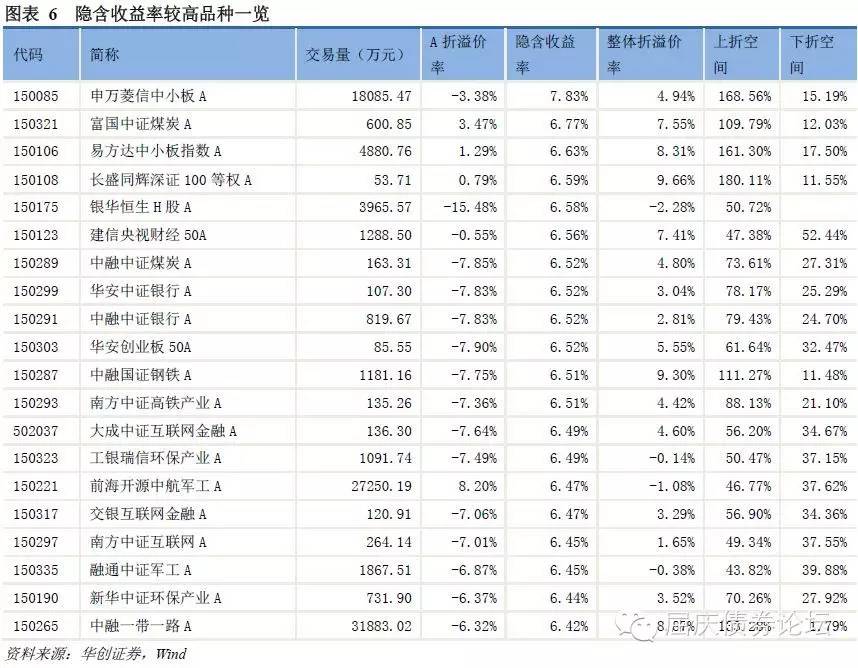 图表 6 隐含收益率较高品种一览
代码 简称 交易量（万元） A 折溢价率 隐含收益率 整体折溢价率 上折空间 下折空间
150085 申万菱信中小板 A 18085.47 -3.38% 7.83% 4.94% 168.56% 15.19%
150321 富国中证煤炭 A 600.85 3.47% 6.77% 7.55% 109.79% 12.03%
150106 易方达中小板指数 A 4880.76 1.29% 6.63% 8.31% 161.30% 17.50%
150108 长盛同辉深证 100 等权 A 53.71 0.79% 6.59% 9.66% 180.11% 11.55%
150175 银华恒生 H 股 A 3965.57 -15.48% 6.58% -2.28% 50.72%
150123 建信央视财经 50A 1288.50 -0.55% 6.56% 7.41% 47.38% 52.44%
150289 中融中证煤炭 A 163.31 -7.85% 6.52% 4.80% 73.61% 27.31%
150299 华安中证银行 A 107.30 -7.83% 6.52% 3.04% 78.17% 25.29%
150291 中融中证银行 A 819.67 -7.83% 6.52% 2.81% 79.43% 24.70%
150303 华安创业板 50A 85.55 -7.90% 6.52% 5.55% 61.64% 32.47%
150287 中融国证钢铁 A 1181.16 -7.75% 6.51% 9.30% 111.27% 11.48%
150293 南方中证高铁产业 A 135.26 -7.36% 6.51% 4.42% 88.13% 21.10%
502037 大成中证互联网金融 A 136.30 -7.64% 6.49% 4.60% 56.20% 34.67%
150323 工银瑞信环保产业 A 1091.74 -7.49% 6.49% -0.14% 50.47% 37.15%
150221 前海开源中航军工 A 27250.19 8.20% 6.47% -1.08% 46.77% 37.62%
150317 交银互联网金融 A 120.91 -7.06% 6.47% 3.29% 56.90% 34.36%
150297 南方中证互联网 A 264.14 -7.01% 6.45% 1.65% 49.34% 37.55%
150335 融通中证军工 A 1867.51 -6.87% 6.45% -0.38% 43.82% 39.88%
150190 新华中证环保产业 A 731.90 -6.37% 6.44% 3.52% 70.26% 27.92%
150265 中融一带一路 A 31883.02 -6.32% 6.42%
屈庆债券论坛
资料来源：华创证券，Wind